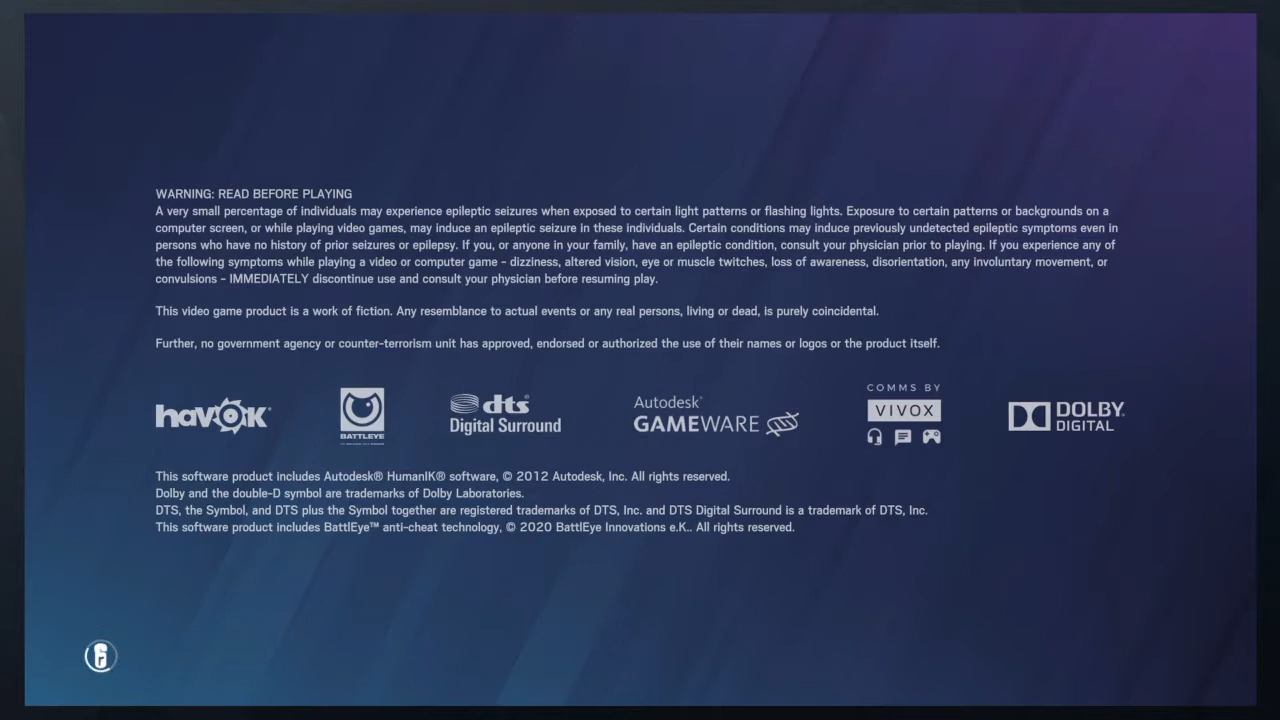 WARNING: READ BEFORE PLAYING
A very small percentage of individuals may experience epileptic seizures when exposed to certain light patterns or flashing lights. Exposure to certain patterns or backgrounds on a
computer screen, or while playing video games, may induce an epileptic seizure in these individuals. Certain conditions may induce previously undetected epileptic symptoms even in
persons who have no history of prior seizures or epilepsy. If you, or anyone in your family, have an epileptic condition, consult your physician prior to playing. If you experience any of
the following symptoms while playing a video or computer game – dizziness, altered vision, eye or muscle twitches, loss of awareness, disorientation, any involuntary movement, or
convulsions – IMMEDIATELY discontinue use and consult your physician before resuming play.
This video game product is a work of fiction. Any resemblance to actual events or any real persons, living or dead, is purely coincidental.
Further, no government agency or counter-terrorism unit has approved, endorsed or authorized the use of their names or logos or the product itself.
havok®
BATTLEYE
dts®
Digital Surround
Autodesk®
GAMEWARE
COMMS BY
VIVOX
DOLBY®
DIGITAL
This software product includes Autodesk® HumanIK® software, © 2012 Autodesk, Inc. All rights reserved.
Dolby and the double-D symbol are trademarks of Dolby Laboratories.
DTS, the Symbol, and DTS plus the Symbol together are registered trademarks of DTS, Inc. and DTS Digital Surround is a trademark of DTS, Inc.
This software product includes BattlEye™ anti-cheat technology, © 2020 BattlEye Innovations e.K.. All rights reserved.
6